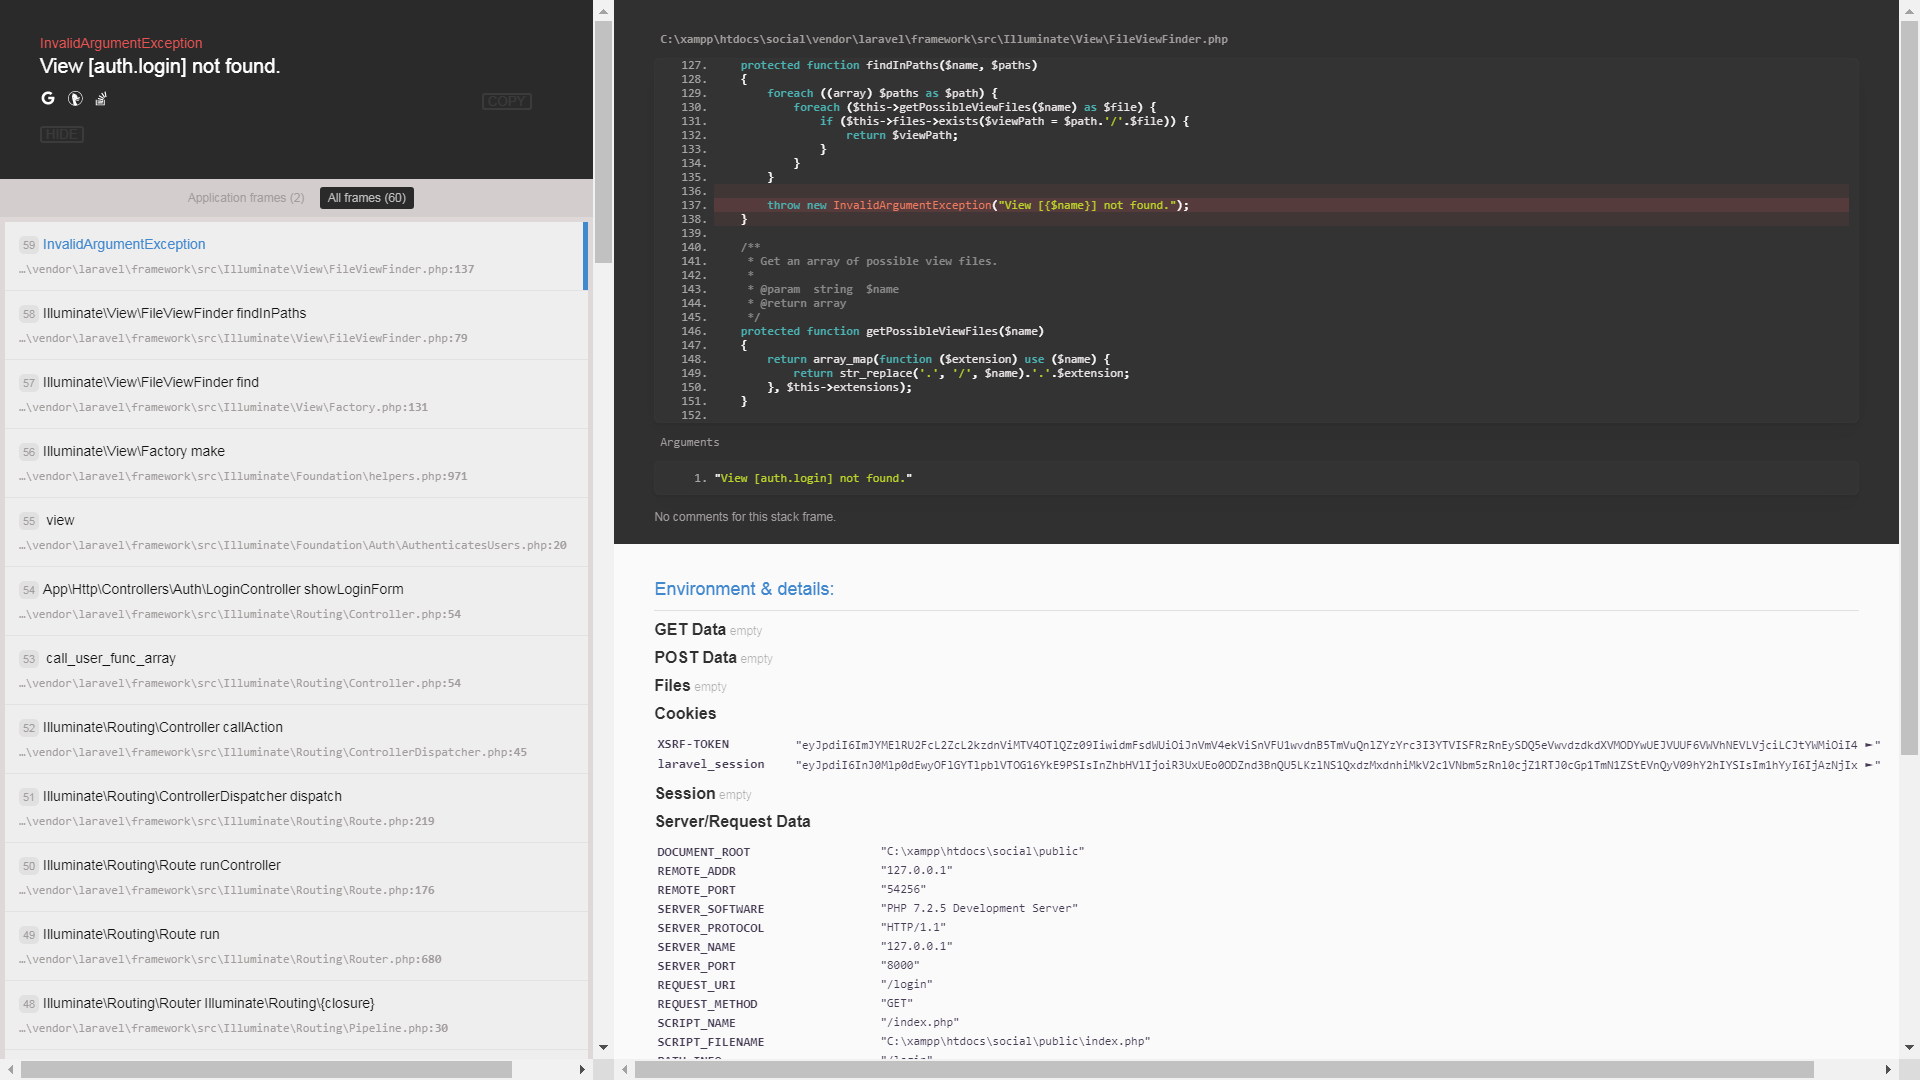 InvalidArgumentException
View [auth.login] not found.
COPY
HIDE
Application frames (2)
All frames (60)
59 InvalidArgumentException
…\vendor\laravel\framework\src\Illuminate\View\FileViewFinder.php:137
58 Illuminate\View\FileViewFinder findInPaths
…\vendor\laravel\framework\src\Illuminate\View\FileViewFinder.php:79
57 Illuminate\View\FileViewFinder find
…\vendor\laravel\framework\src\Illuminate\View\Factory.php:131
56 Illuminate\View\Factory make
…\vendor\laravel\framework\src\Illuminate\Foundation\helpers.php:971
55 view
…\vendor\laravel\framework\src\Illuminate\Foundation\Auth\AuthenticatesUsers.php:20
54 App\Http\Controllers\Auth\LoginController showLoginForm
…\vendor\laravel\framework\src\Illuminate\Routing\Controller.php:54
53 call_user_func_array
…\vendor\laravel\framework\src\Illuminate\Routing\Controller.php:54
52 Illuminate\Routing\Controller callAction
…\vendor\laravel\framework\src\Illuminate\Routing\ControllerDispatcher.php:45
51 Illuminate\Routing\ControllerDispatcher dispatch
…\vendor\laravel\framework\src\Illuminate\Routing\Route.php:219
50 Illuminate\Routing\Route runController
…\vendor\laravel\framework\src\Illuminate\Routing\Route.php:176
49 Illuminate\Routing\Route run
…\vendor\laravel\framework\src\Illuminate\Routing\Router.php:680
48 Illuminate\Routing\Router Illuminate\Routing\{closure}
…\vendor\laravel\framework\src\Illuminate\Routing\Pipeline.php:30
C:\xampp\htdocs\social\vendor\laravel\framework\src\Illuminate\View\FileViewFinder.php
127.     protected function findInPaths($name, $paths)
128.     {
129.         foreach ((array) $paths as $path) {
130.             foreach ($this->getPossibleViewFiles($name) as $file) {
131.                 if ($this->files->exists($viewPath = $path.'/'.$file)) {
132.                     return $viewPath;
133.                 }
134.             }
135.         }
136.
137.         throw new InvalidArgumentException("View [{$name}] not found.");
138.     }
139.
140.     /**
141.      * Get an array of possible view files.
142.      *
143.      * @param  string  $name
144.      * @return array
145.      */
146.     protected function getPossibleViewFiles($name)
147.     {
148.         return array_map(function ($extension) use ($name) {
149.             return str_replace('.', '/', $name).'.'.$extension;
150.         }, $this->extensions);
151.     }
152.
Arguments
1. "View [auth.login] not found."
No comments for this stack frame.
Environment & details:
GET Data empty
POST Data empty
Files empty
Cookies
XSRF-TOKEN
laravel_session
Session empty
Server/Request Data
DOCUMENT_ROOT "C:\xampp\htdocs\social\public"
REMOTE_ADDR "127.0.0.1"
REMOTE_PORT "54256"
SERVER_SOFTWARE "PHP 7.2.5 Development Server"
SERVER_PROTOCOL "HTTP/1.1"
SERVER_NAME "127.0.0.1"
SERVER_PORT "8000"
REQUEST_URI "/login"
REQUEST_METHOD "GET"
SCRIPT_NAME "/index.php"
SCRIPT_FILENAME "C:\xampp\htdocs\social\public\index.php"
PATH_INFO "/login"